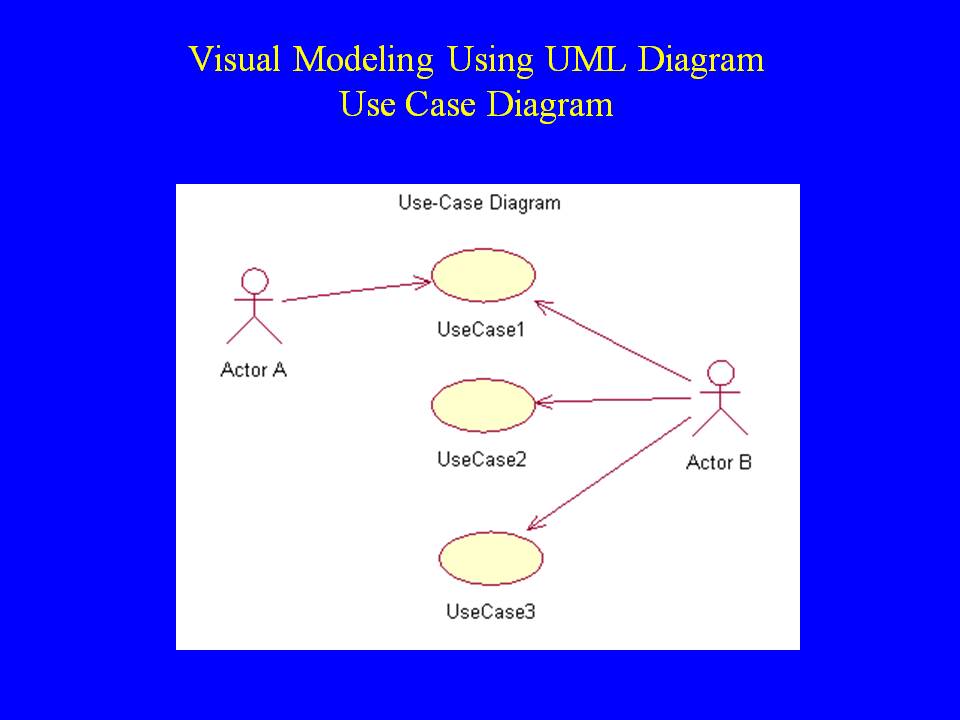 Visual Modeling Using UML Diagram
Use Case Diagram
Use-Case Diagram
UseCase1
Actor A
UseCase2
Actor B
UseCase3